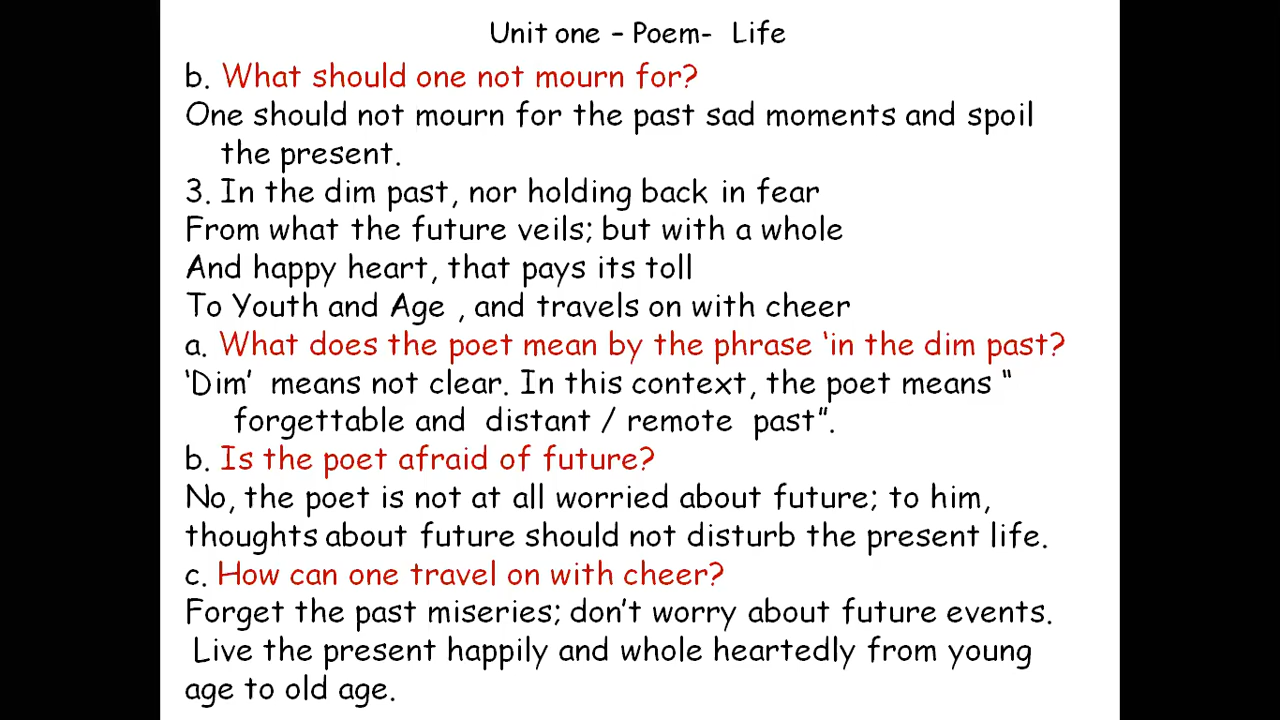 Unit one – Poem- Life
b. What should one not mourn for?
One should not mourn for the past sad moments and spoil
the present.
3. In the dim past, nor holding back in fear
From what the future veils; but with a whole
And happy heart, that pays its toll
To Youth and Age , and travels on with cheer
a. What does the poet mean by the phrase ‘in the dim past?
‘Dim’ means not clear. In this context, the poet means “
forgettable and distant / remote past”.
b. Is the poet afraid of future?
No, the poet is not at all worried about future; to him,
thoughts about future should not disturb the present life.
c. How can one travel on with cheer?
Forget the past miseries; don’t worry about future events.
Live the present happily and whole heartedly from young
age to old age.